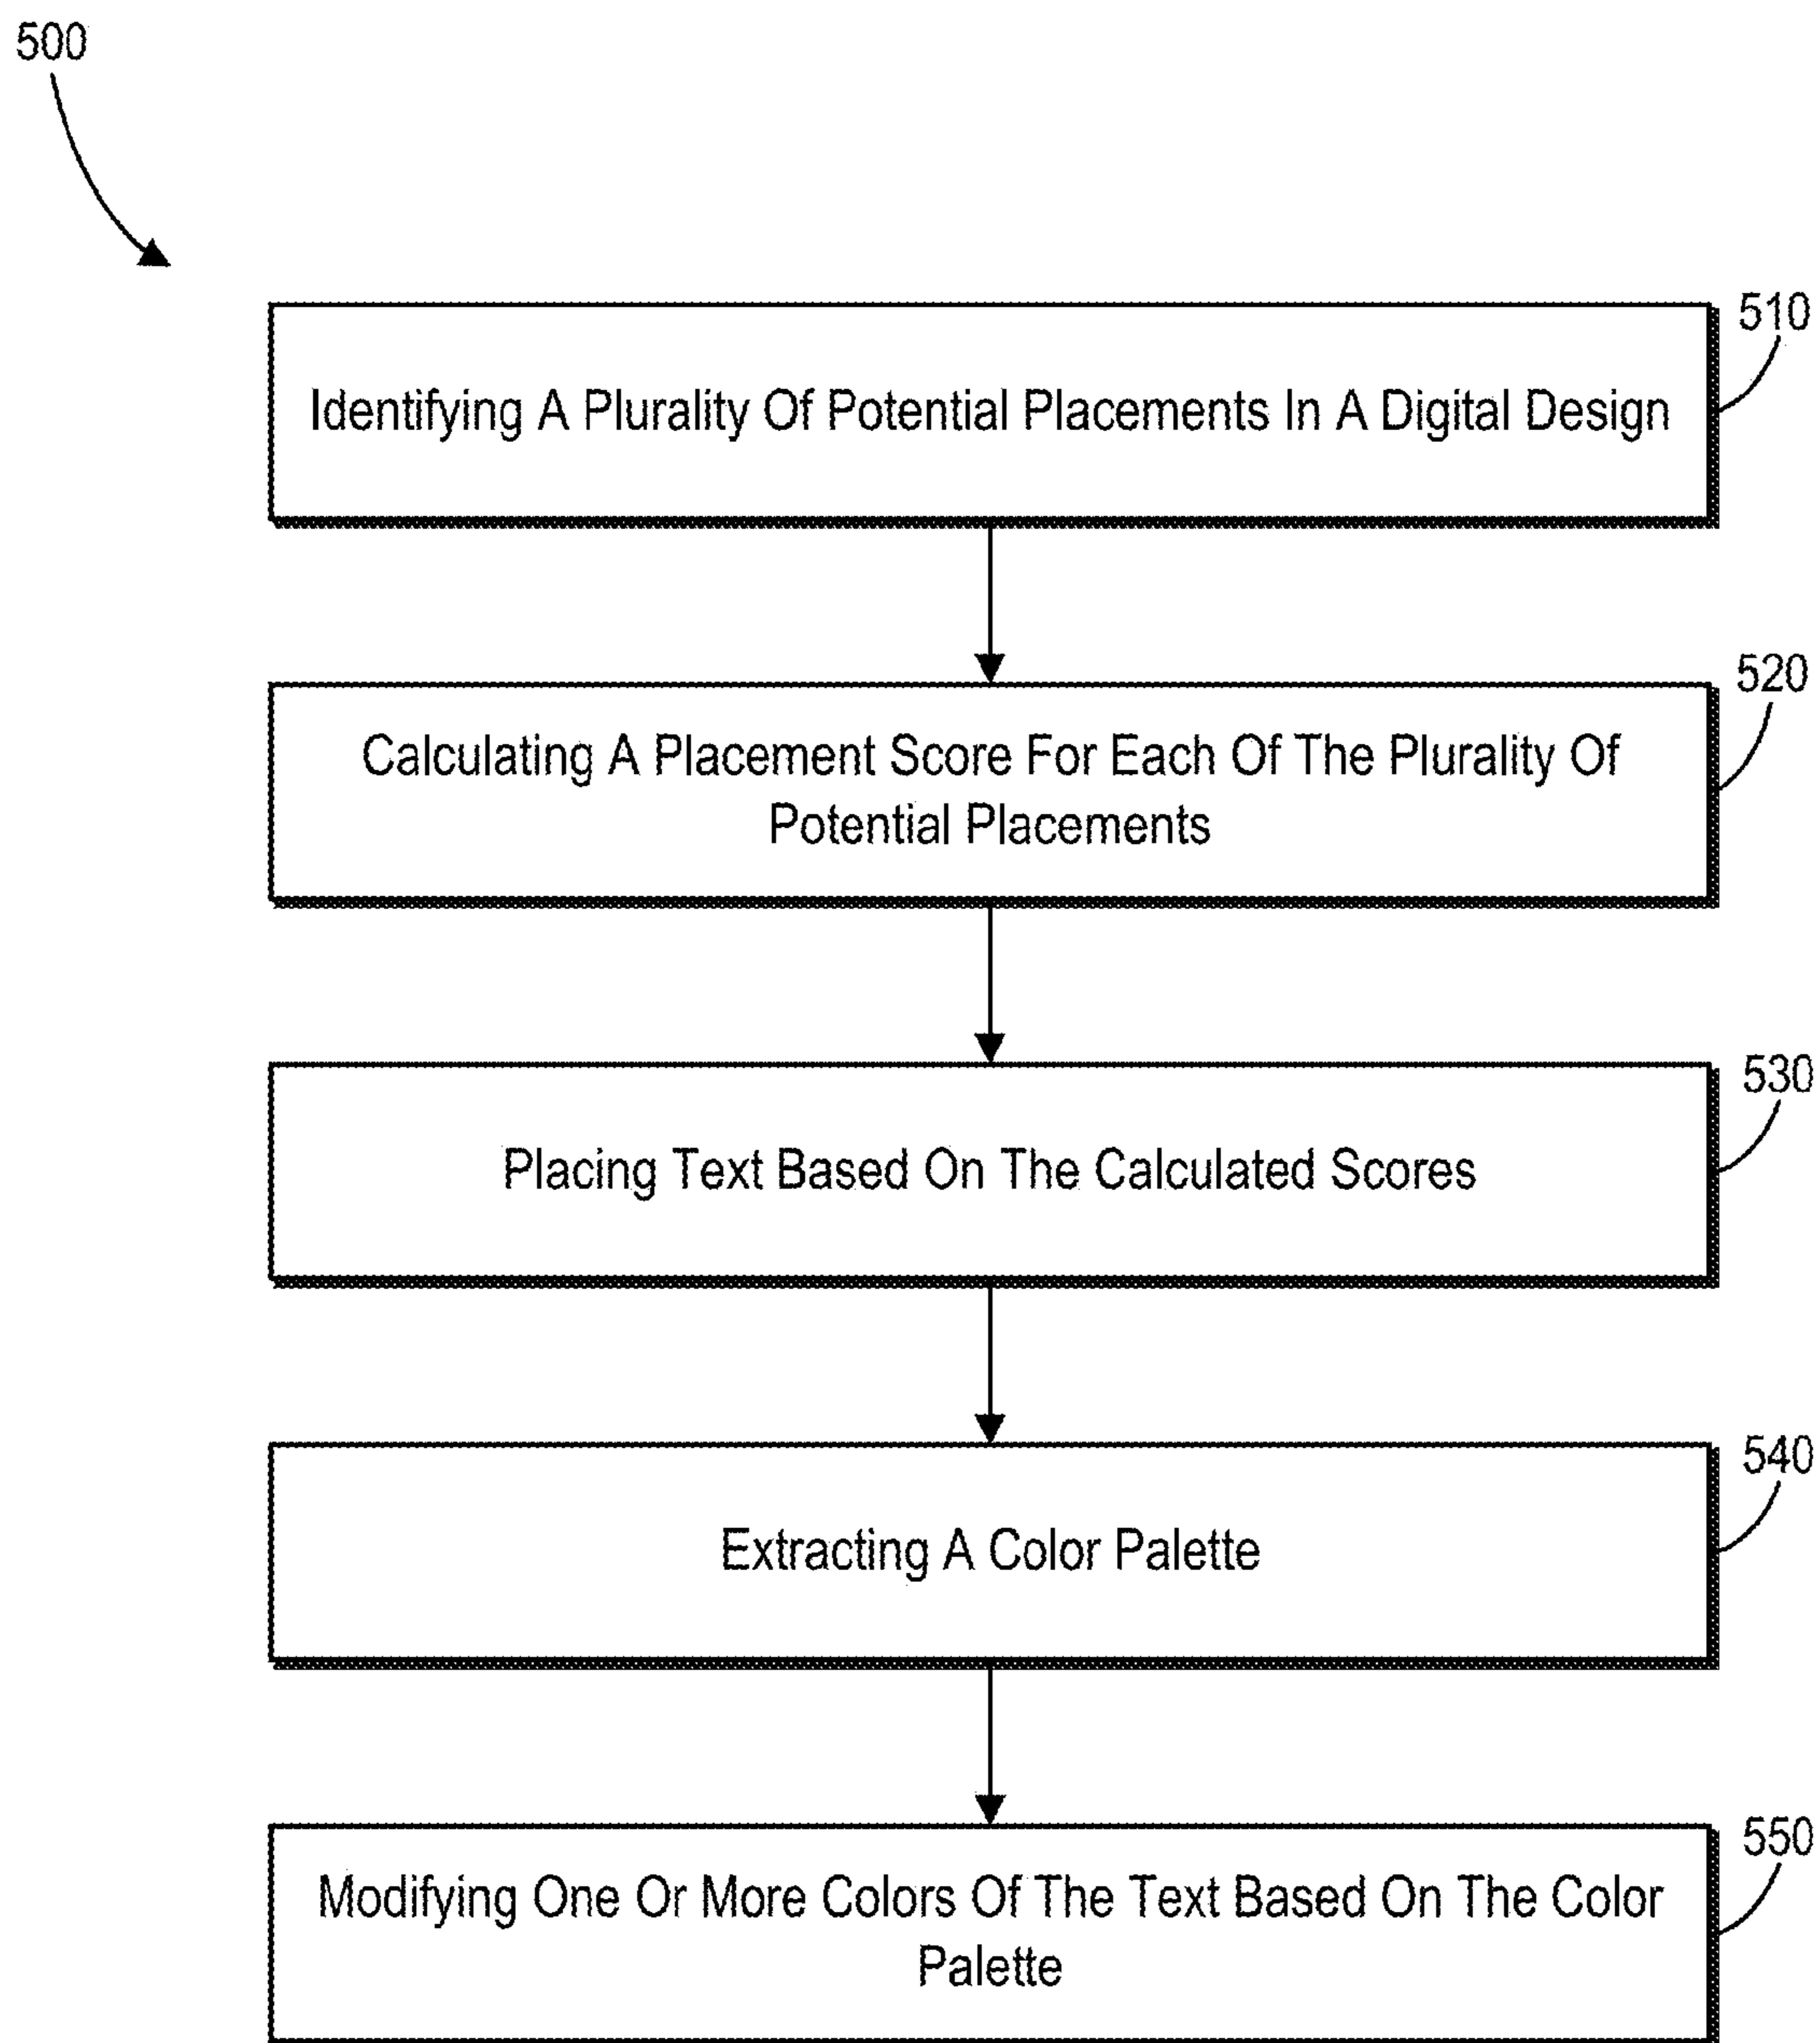 500
510
Identifying A Plurality Of Potential Placements In A Digital Design
520
Calculating A Placement Score For Each Of The Plurality Of
Potential Placements
530
Placing Text Based On The Calculated Scores
540
Extracting A Color Palette
550
Modifying One Or More Colors Of The Text Based On The Color
Palette